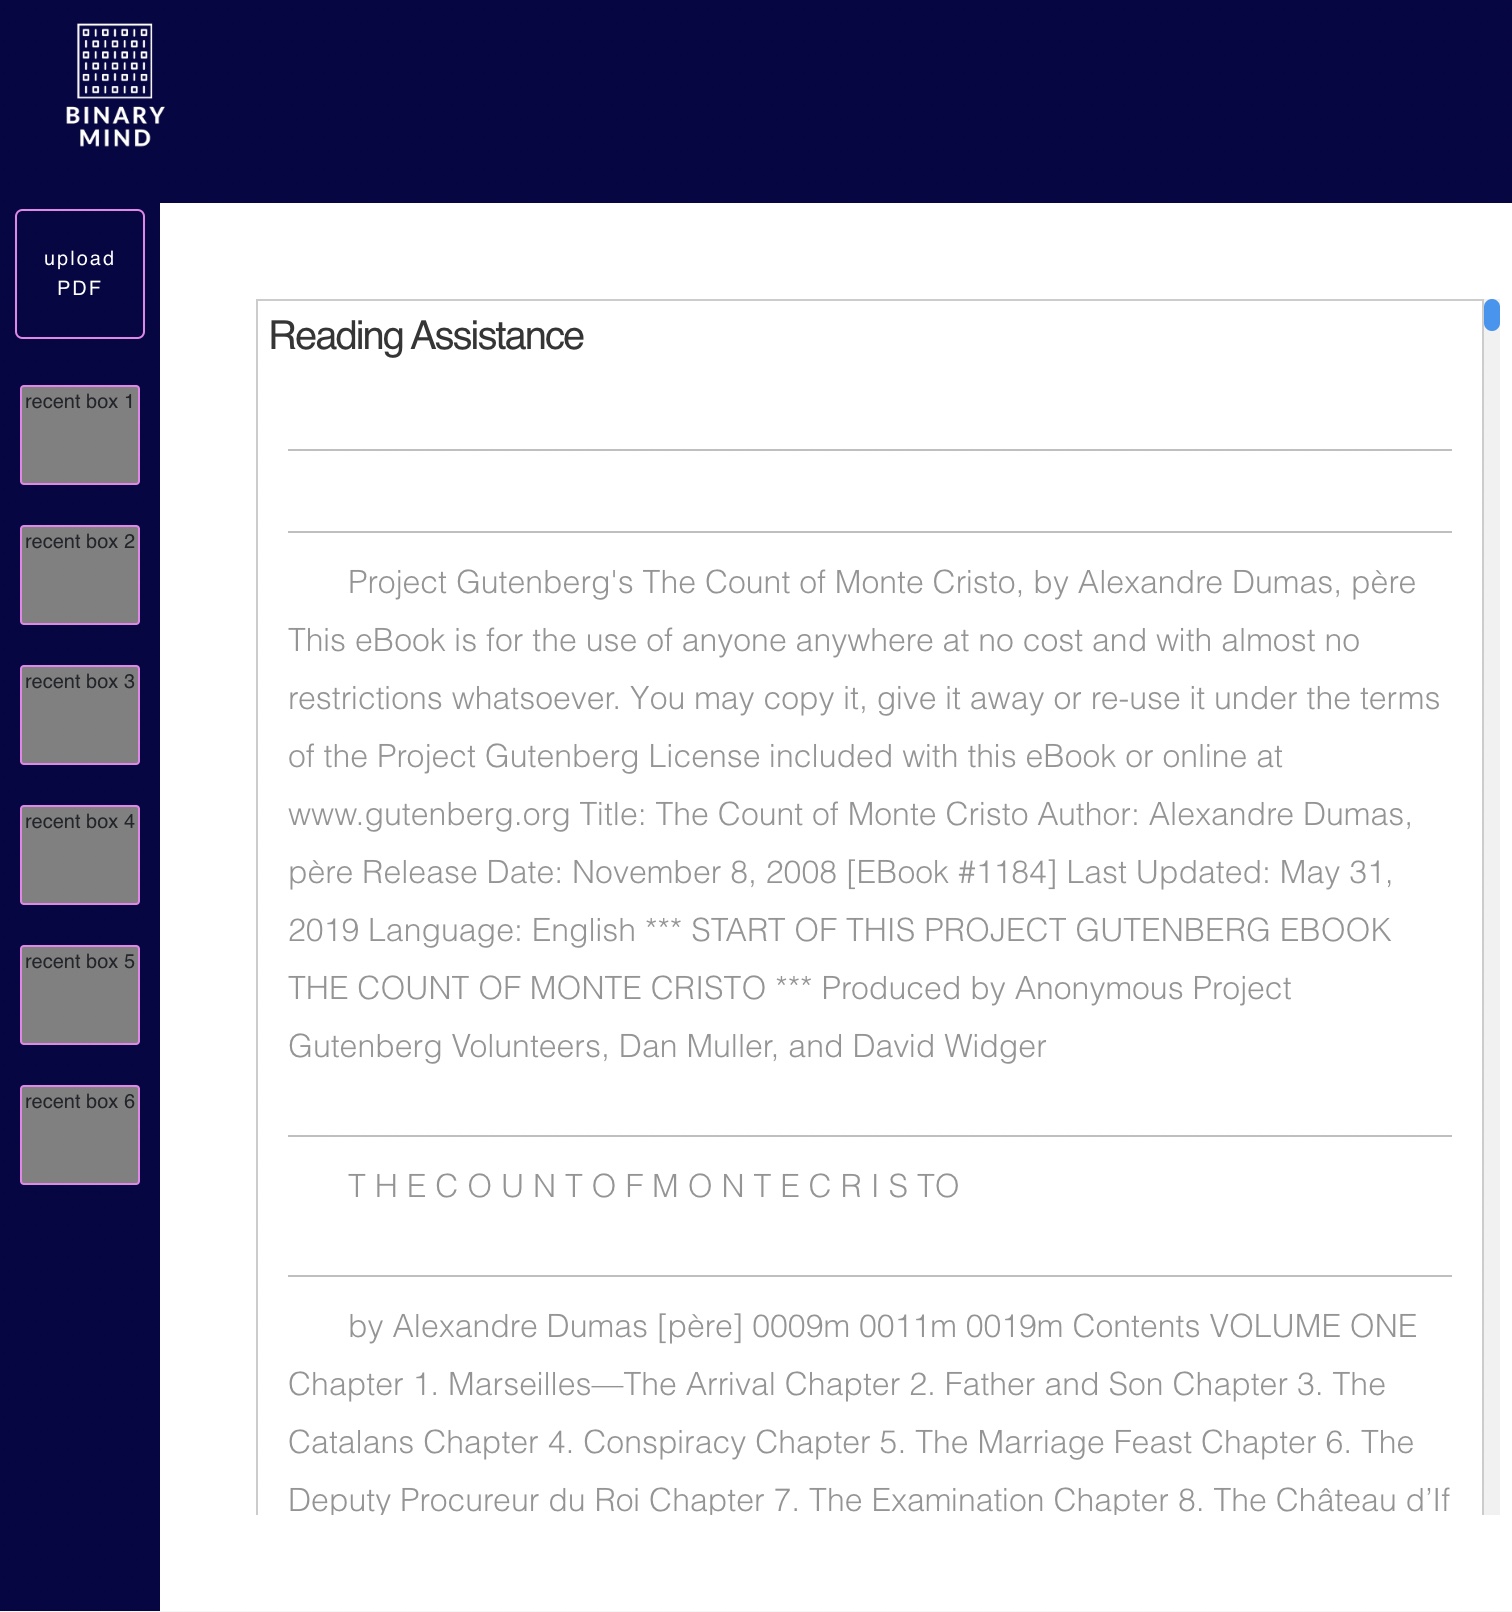 BINARY
MIND
upload
PDF
recent box 1
recent box 2
recent box 3
recent box 4
recent box 5
recent box 6
Reading Assistance
Project Gutenberg's The Count of Monte Cristo, by Alexandre Dumas, père
This eBook is for the use of anyone anywhere at no cost and with almost no
restrictions whatsoever. You may copy it, give it away or re-use it under the terms
of the Project Gutenberg License included with this eBook or online at
www.gutenberg.org Title: The Count of Monte Cristo Author: Alexandre Dumas,
père Release Date: November 8, 2008 [EBook #1184] Last Updated: May 31,
2019 Language: English *** START OF THIS PROJECT GUTENBERG EBOOK
THE COUNT OF MONTE CRISTO *** Produced by Anonymous Project
Gutenberg Volunteers, Dan Muller, and David Widger
T H E C O U N T O F M O N T E C R I S TO
by Alexandre Dumas [père] 0009m 0011m 0019m Contents VOLUME ONE
Chapter 1. Marseilles—The Arrival Chapter 2. Father and Son Chapter 3. The
Catalans Chapter 4. Conspiracy Chapter 5. The Marriage Feast Chapter 6. The
Deputy Procureur du Roi Chapter 7. The Examination Chapter 8. The Château d’If